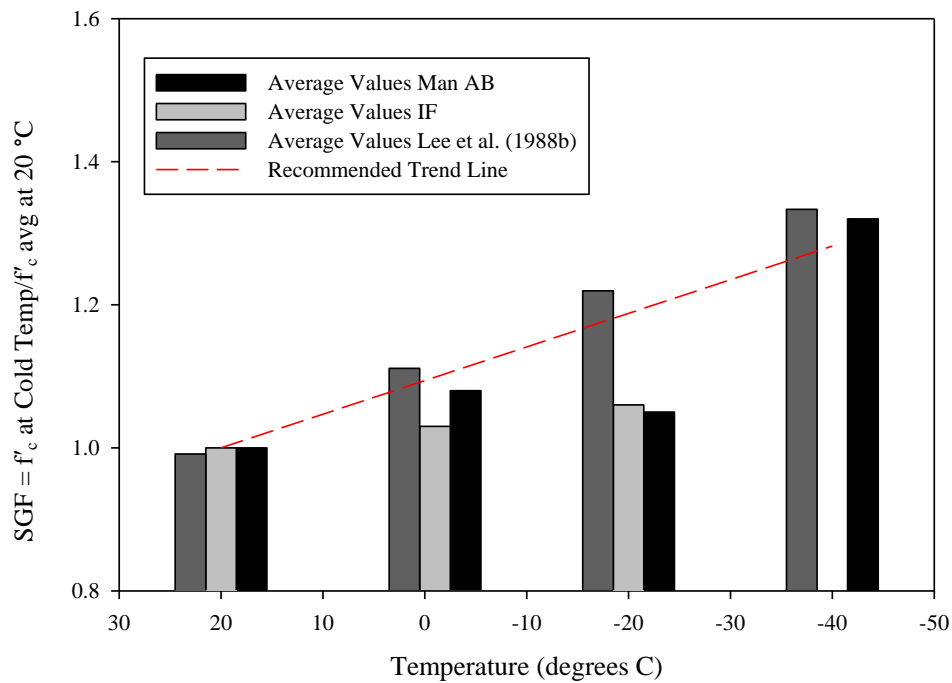 SGF = f'c at Cold Temp/f'c avg at 20 °C
1.6
1.4
1.2
1.0
0.8
Average Values Man AB
Average Values IF
Average Values Lee et al. (1988b)
Recommended Trend Line
30 20 10 0 -10 -20 -30 -40 -50
Temperature (degrees C)